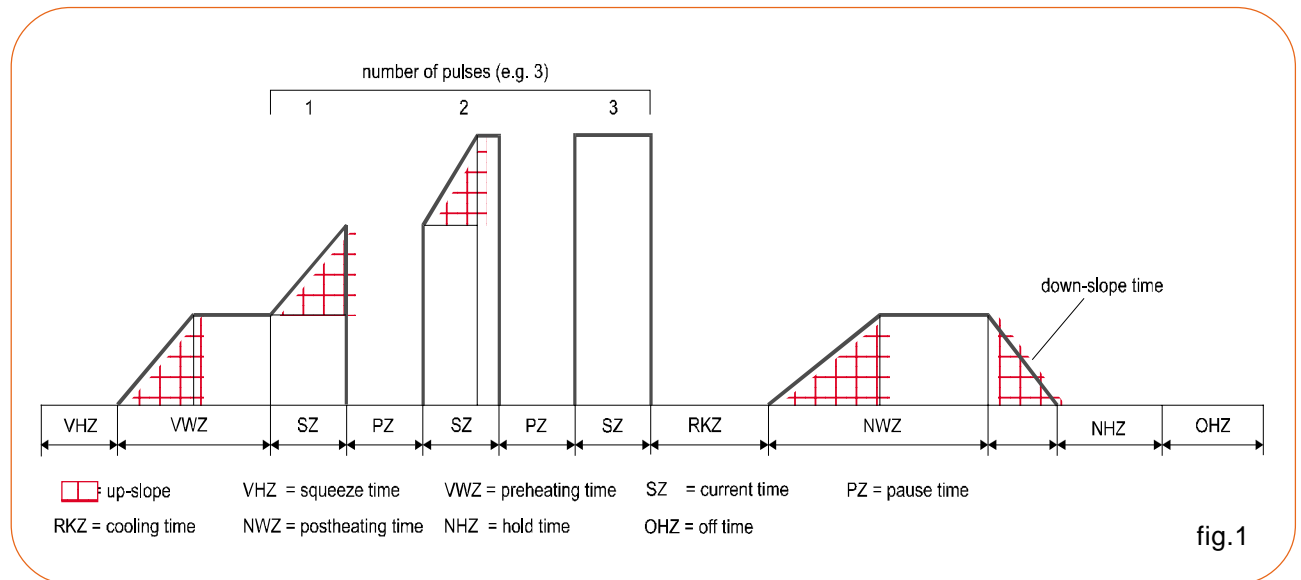 number of pulses (e.g. 3)
1 2 3
down-slope time
VHZ VWZ SZ PZ SZ PZ SZ RKZ NWZ NHZ OHZ
= up-slope VHZ = squeeze time VWZ = preheating time SZ = current time PZ = pause time
RKZ = cooling time NWZ = postheating time NHZ = hold time OHZ = off time
fig.1